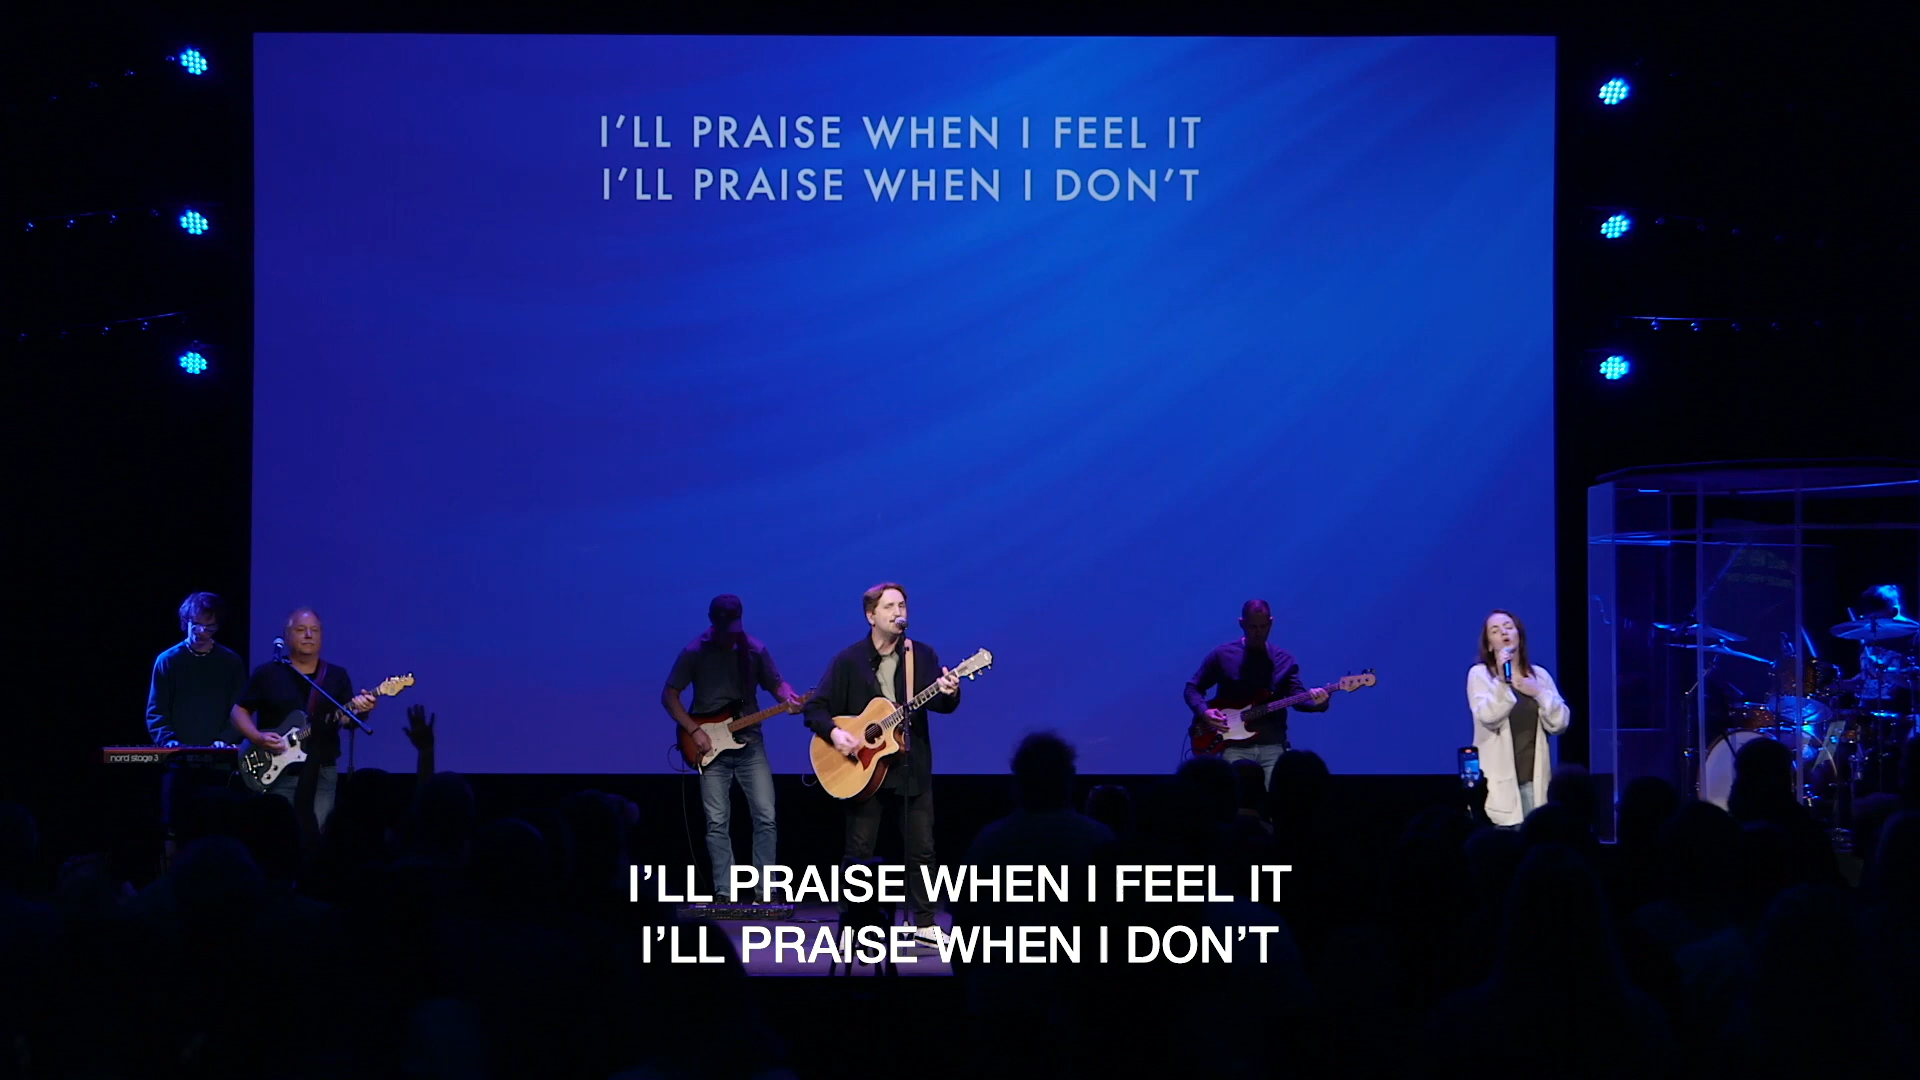 I'LL PRAISE WHEN I FEEL IT
I'LL PRAISE WHEN I DON'T
nord stage 3
I'LL PRAISE WHEN I FEEL IT
I'LL PRAISE WHEN I DON'T